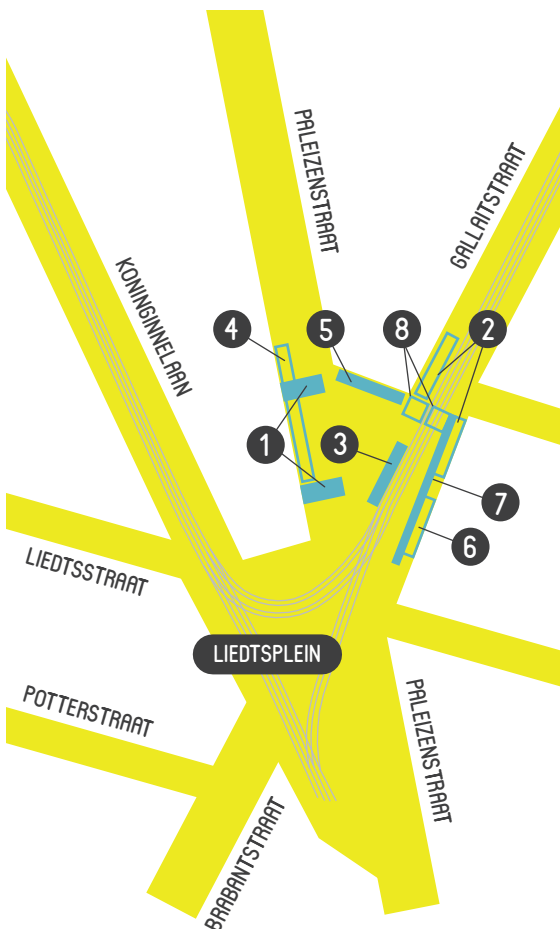 PALEIZENSTRAAT
GALLAITSTRAAT
KONINGINNELAAN
4
5
8
2
1
3
7
6
LIEDTSSTRAAT
LIEDTSPLEIN
POTTERSTRAAT
PALEIZENSTRAAT
BRABANTSTRAAT